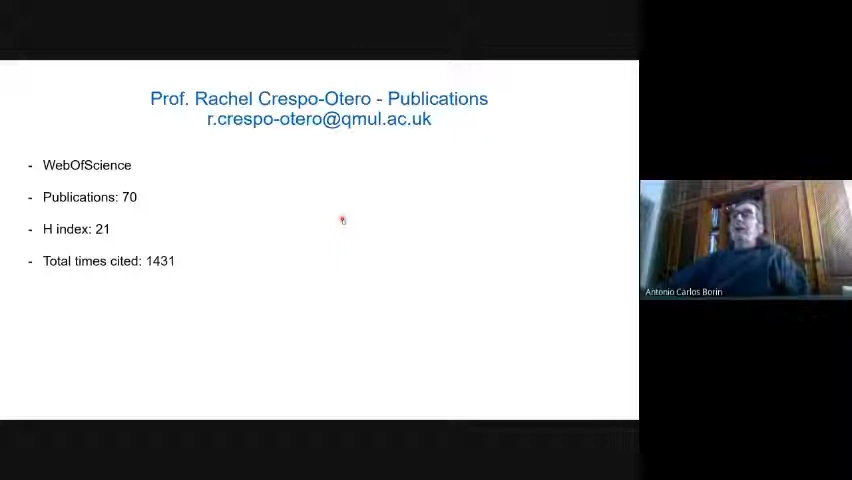 Prof. Rachel Crespo-Otero - Publications
r.crespo-otero@qmul.ac.uk
- WebOfScience
- Publications: 70
- H index: 21
- Total times cited: 1431
Antonio Carlos Borin